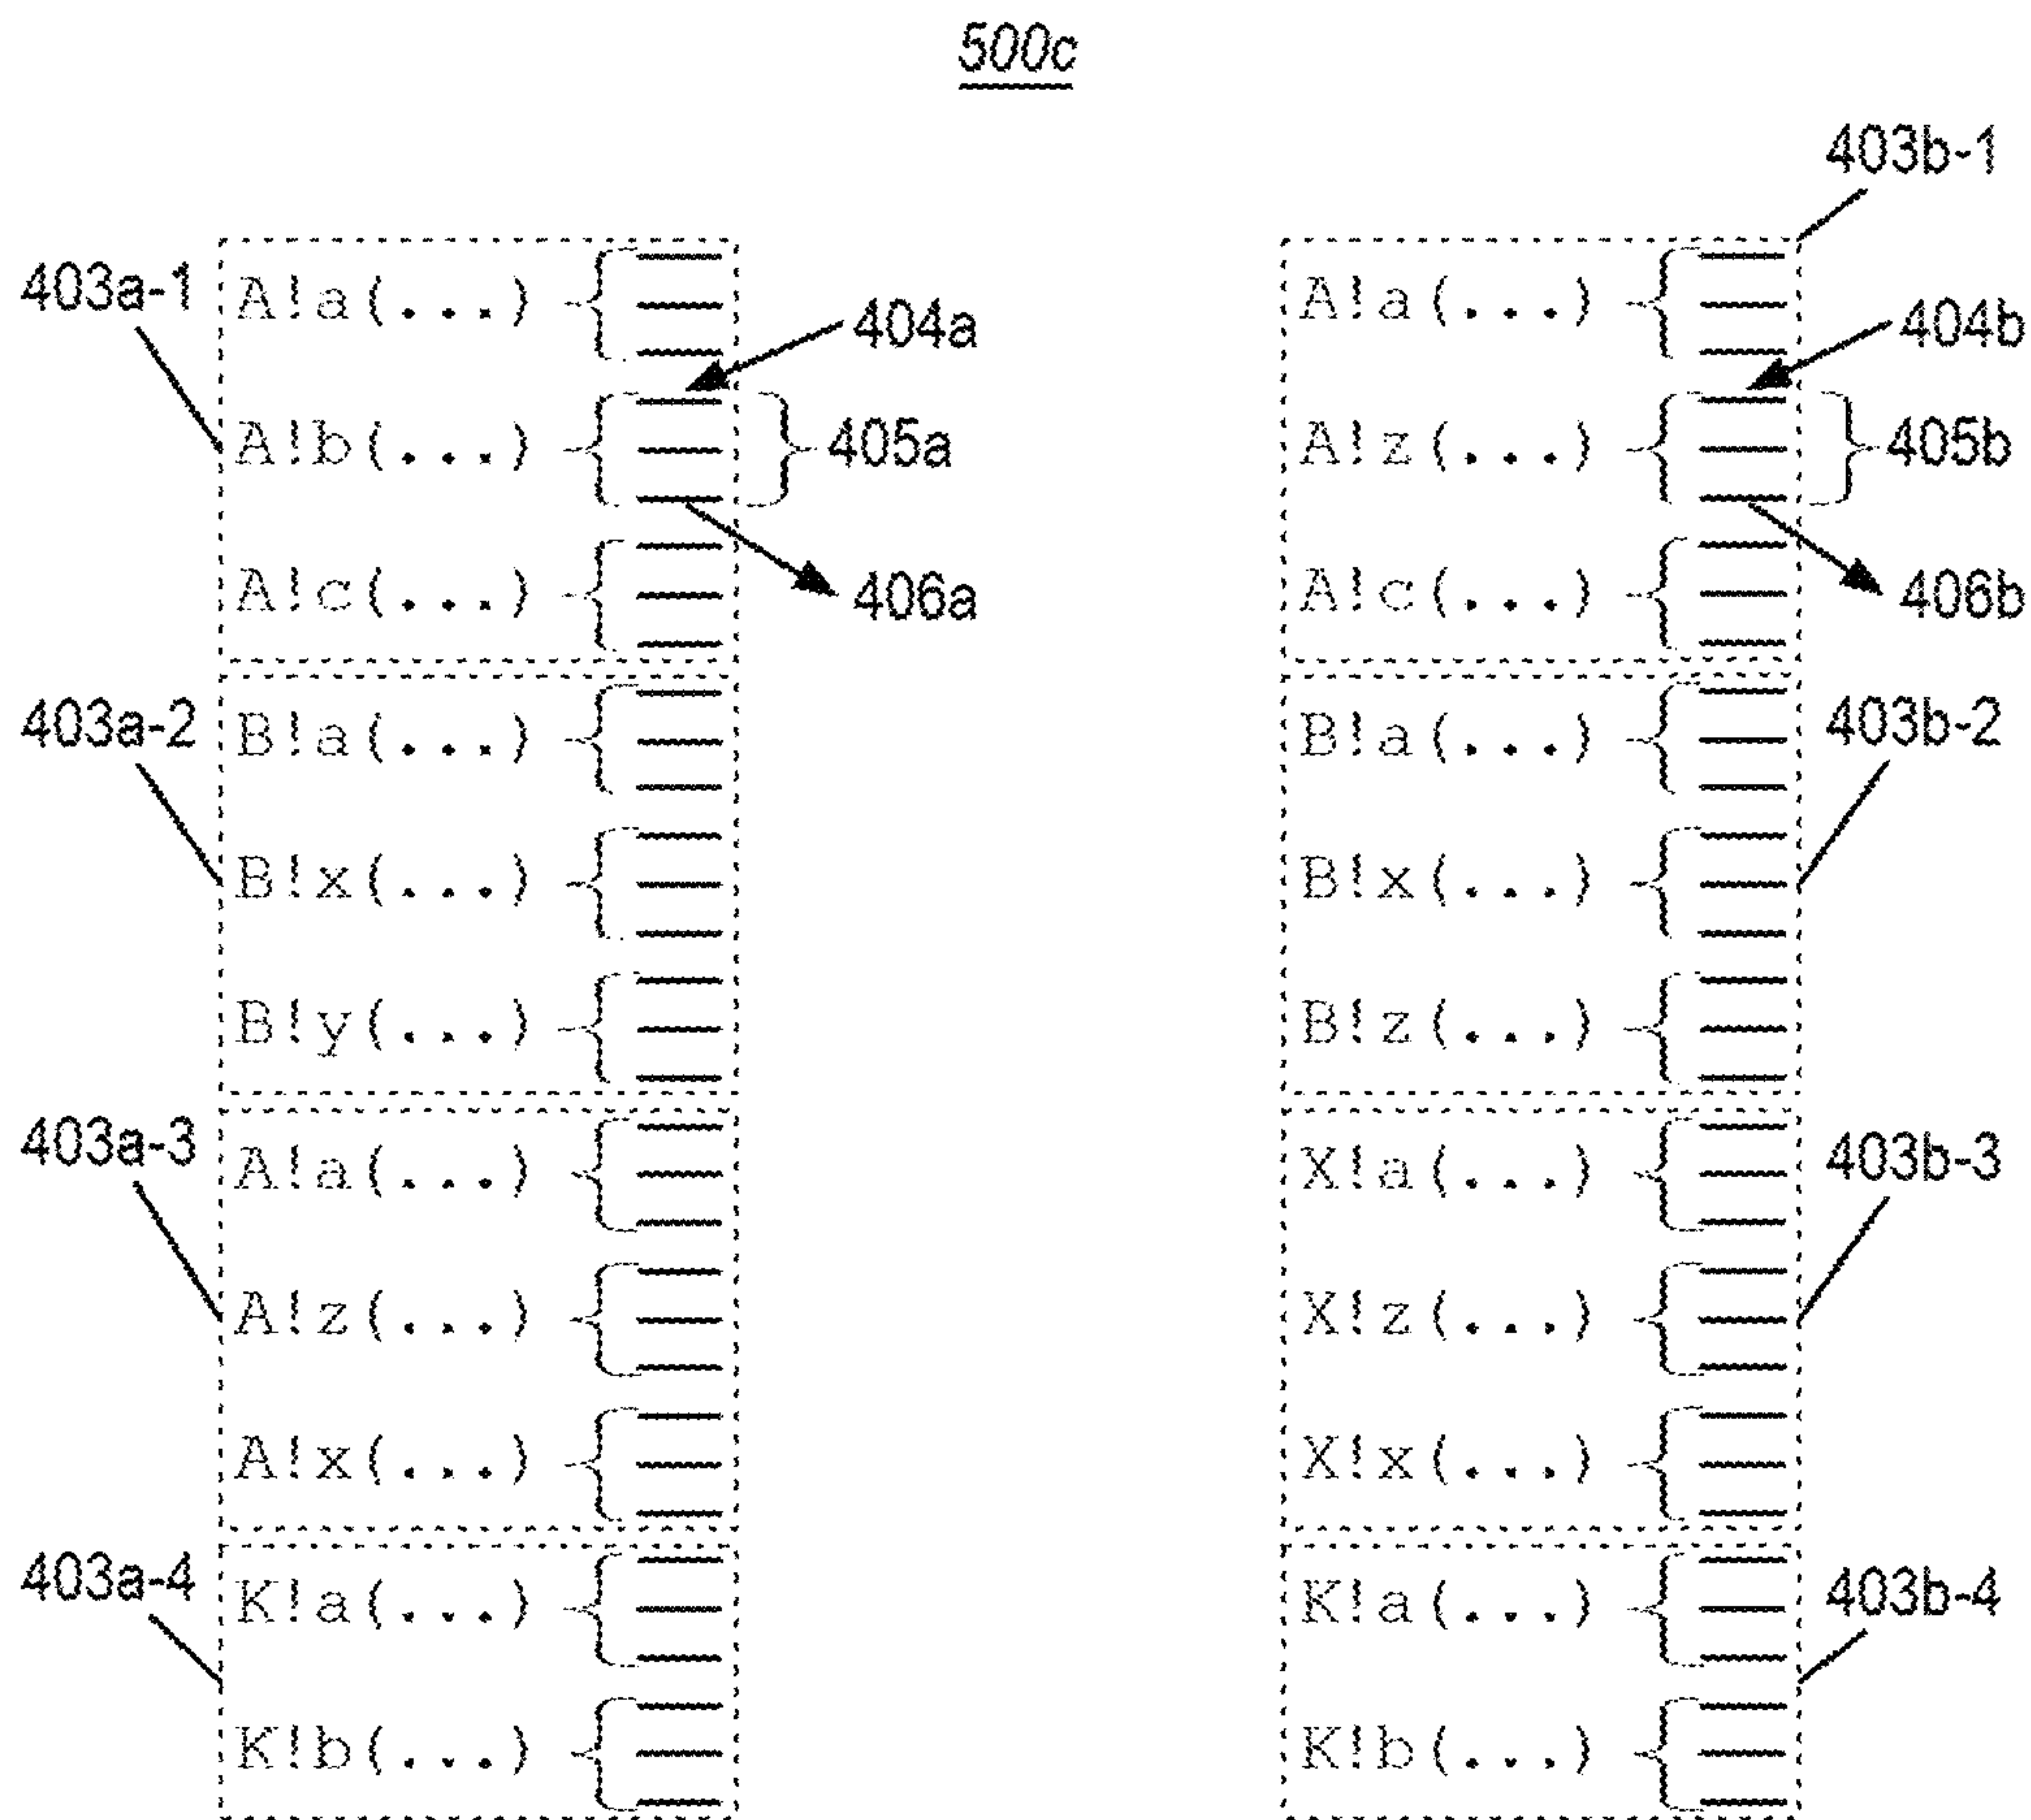 500c
403b-1
403a-1
A!a(...)
A!a(...)
404a
404b
A!b(...)
405a
A!z(...)
405b
A!c(...)
406a
A!c(...)
406b
403a-2
B!a(...)
B!a(...)
403b-2
B!x(...)
B!x(...)
B!y(...)
B!z(...)
403a-3
A!a(...)
X!a(...)
403b-3
A!z(...)
X!z(...)
A!x(...)
X!x(...)
403a-4
K!a(...)
K!a(...)
403b-4
K!b(...)
K!b(...)